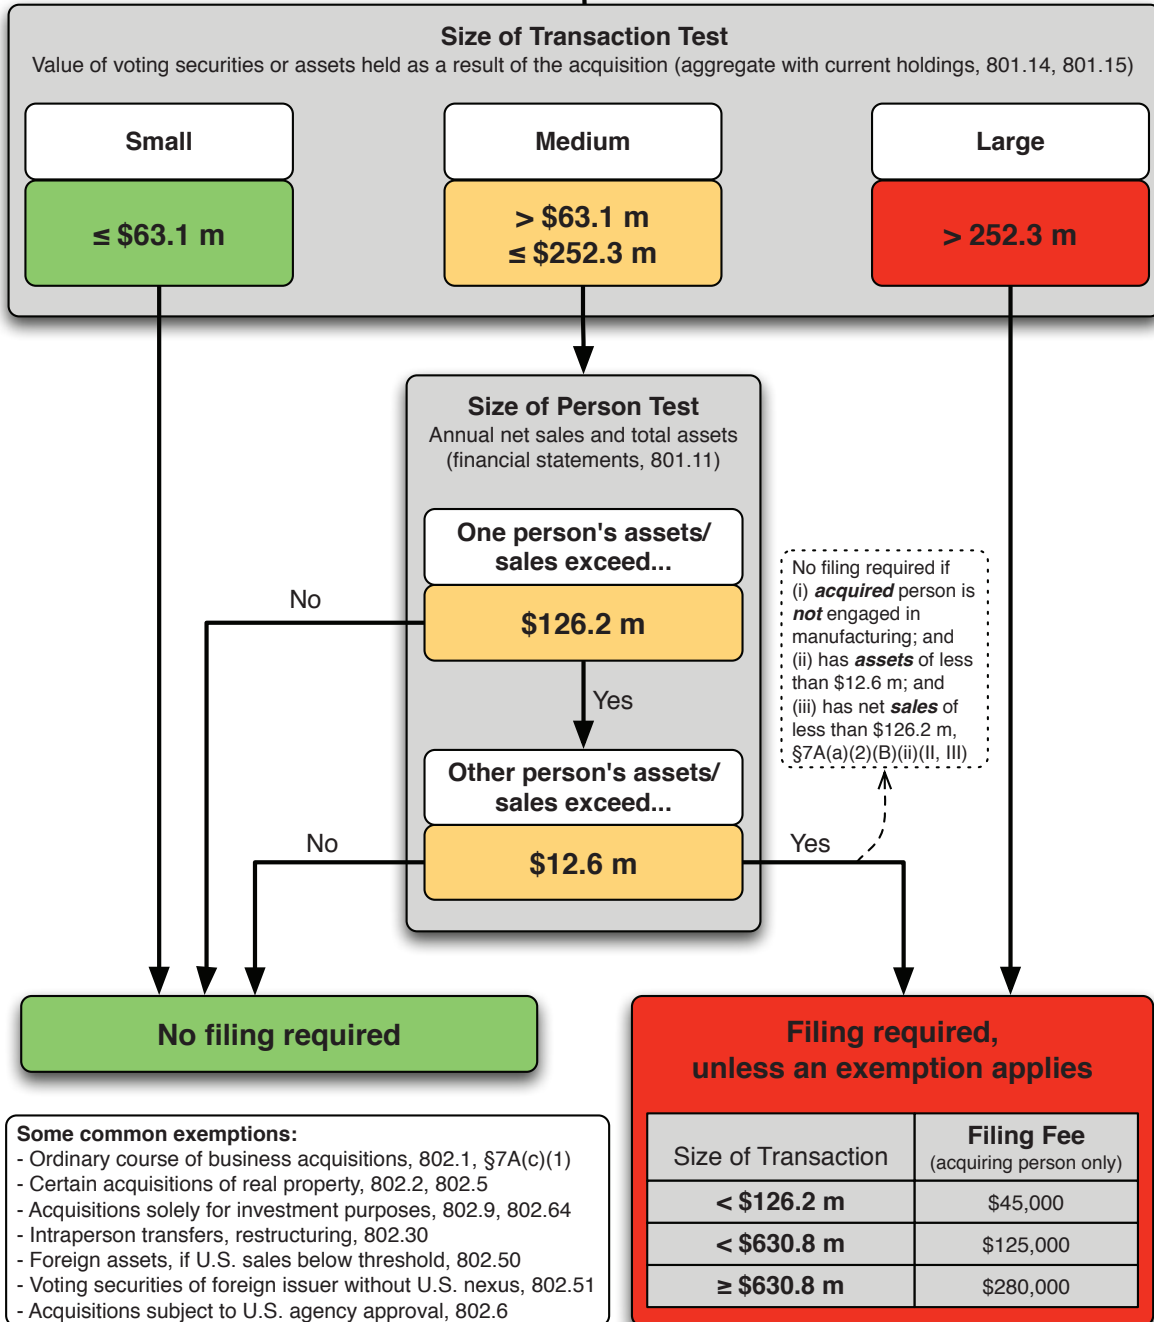 Size of Transaction Test
Value of voting securities or assets held as a result of the acquisition (aggregate with current holdings, 801.14, 801.15)
Small
Medium
Large
≤ $63.1 m
> $63.1 m
≤ $252.3 m
> 252.3 m
Size of Person Test
Annual net sales and total assets
(financial statements, 801.11)
One person's assets/
sales exceed...
$126.2 m
No
Yes
Other person's assets/
sales exceed...
$12.6 m
No
Yes
No filing required if
(i) acquired person is
not engaged in
manufacturing; and
(ii) has assets of less
than $12.6 m; and
(iii) has net sales of
less than $126.2 m,
§7A(a)(2)(B)(ii)(II, III)
No filing required
Filing required,
unless an exemption applies
Size of Transaction
Filing Fee
(acquiring person only)
< $126.2 m
$45,000
< $630.8 m
$125,000
≥ $630.8 m
$280,000
Some common exemptions:
- Ordinary course of business acquisitions, 802.1, §7A(c)(1)
- Certain acquisitions of real property, 802.2, 802.5
- Acquisitions solely for investment purposes, 802.9, 802.64
- Intraperson transfers, restructuring, 802.30
- Foreign assets, if U.S. sales below threshold, 802.50
- Voting securities of foreign issuer without U.S. nexus, 802.51
- Acquisitions subject to U.S. agency approval, 802.6